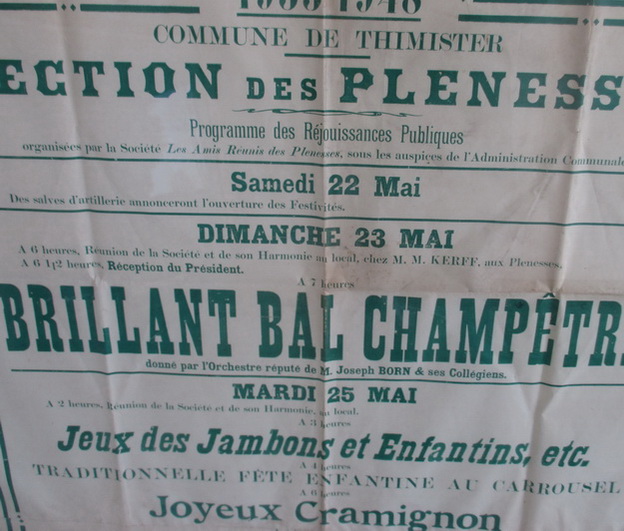 COMMUNE DE THIMISTER
ECTION DES PLENESS
Programme des Réjouissances Publiques
organisées par la Société Les Amis Réunis des Plenesses, sous les auspices de l'Administration Communale
Samedi 22 Mai
Des salves d'artillerie annonceront l'ouverture des Festivités.
DIMANCHE 23 MAI
A 6 heures, Réunion de la Société et de son Harmonie au local, chez M. M. KERFF, aux Plenesses.
A 6 1/2 heures, Réception du Président.
A 7 heures
BRILLANT BAL CHAMPÊTR
donné par l'Orchestre réputé de M. Joseph BORN & ses Collégiens.
MARDI 25 MAI
A 2 heures, Réunion de la Société et de son Harmonie, au local.
A 3 heures
Jeux des Jambons et Enfantins, etc.
A 4 heures
TRADITIONNELLE FÊTE ENFANTINE AU CARROUSEL
A 6 heures
Joyeux Cramignon